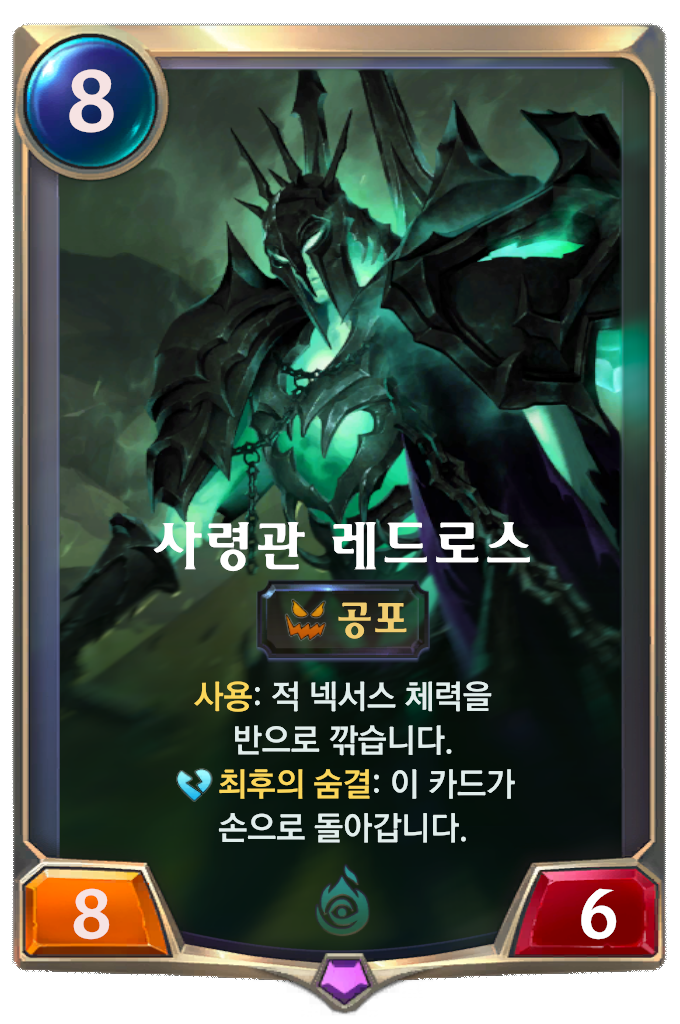 8
사령관 레드로스
공포
사용: 적 넥서스 체력을
반으로 깎습니다.
최후의 숨결: 이 카드가
손으로 돌아갑니다.
8
6